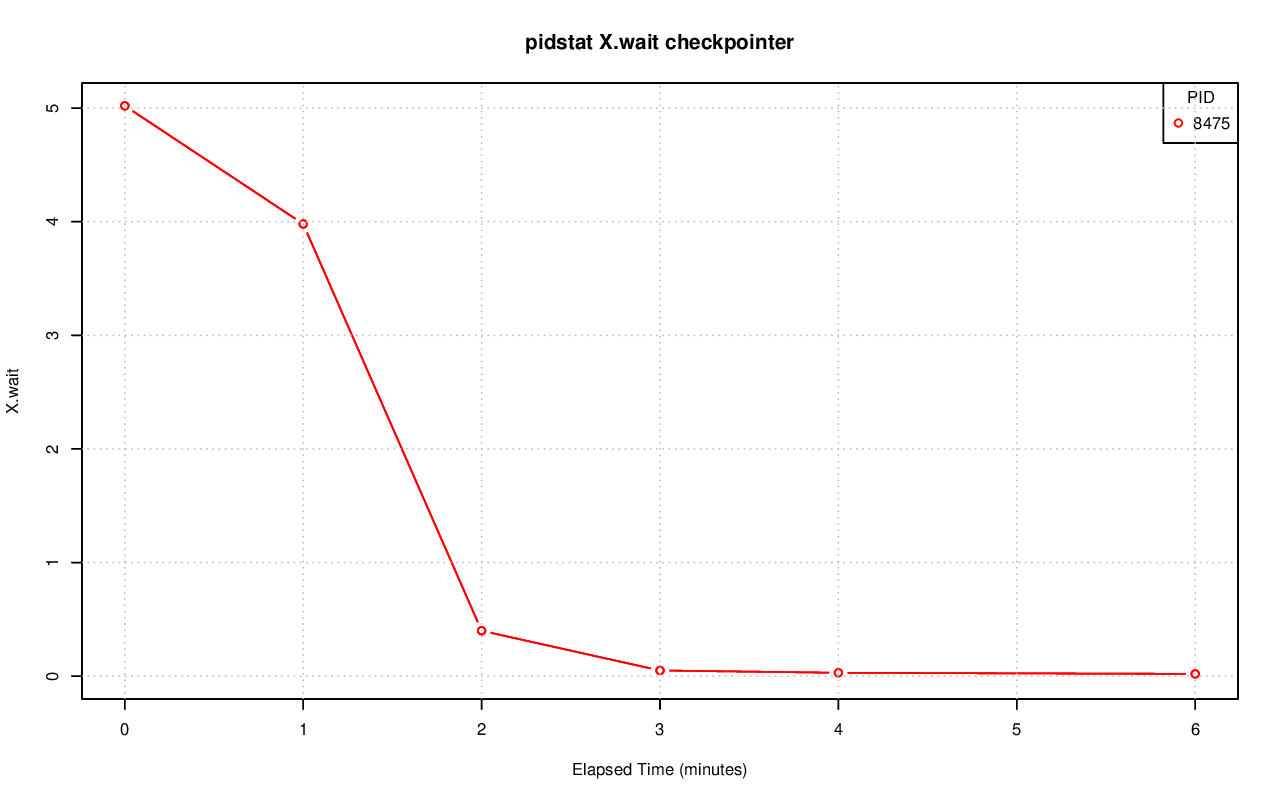 pidstat X.wait checkpointer
PID
8475
5
4
3
2
1
0
X.wait
0 1 2 3 4 5 6
Elapsed Time (minutes)